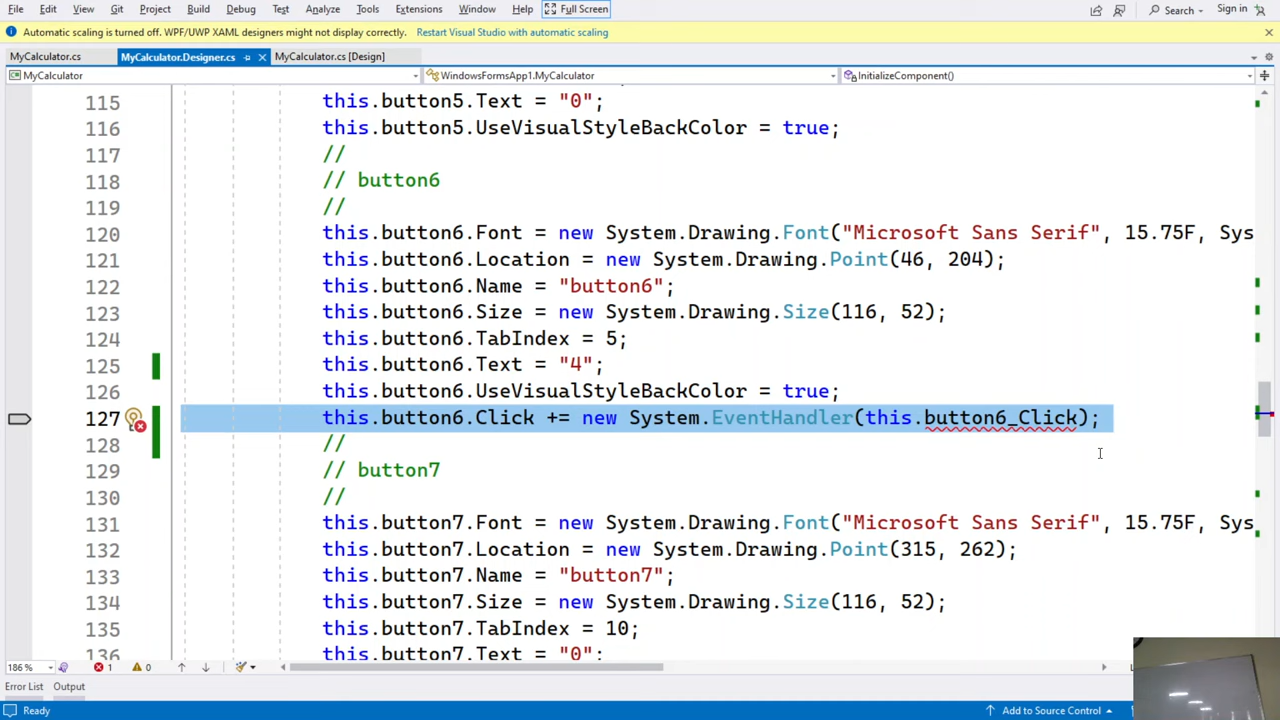 File Edit View Git Project Build Debug Test Analyze Tools Extensions Window Help Full Screen Search Sign in
Automatic scaling is turned off. WPF/UWP XAML designers might not display correctly. Restart Visual Studio with automatic scaling
MyCalculator.cs MyCalculator.Designer.cs MyCalculator.cs [Design]
MyCalculator WindowsFormsApp1.MyCalculator InitializeComponent()
115 this.button5.Text = "0";
116 this.button5.UseVisualStyleBackColor = true;
117 //
118 // button6
119 //
120 this.button6.Font = new System.Drawing.Font("Microsoft Sans Serif", 15.75F, Sys
121 this.button6.Location = new System.Drawing.Point(46, 204);
122 this.button6.Name = "button6";
123 this.button6.Size = new System.Drawing.Size(116, 52);
124 this.button6.TabIndex = 5;
125 this.button6.Text = "4";
126 this.button6.UseVisualStyleBackColor = true;
127 this.button6.Click += new System.EventHandler(this.button6_Click);
128 //
129 // button7
130 //
131 this.button7.Font = new System.Drawing.Font("Microsoft Sans Serif", 15.75F, Sys
132 this.button7.Location = new System.Drawing.Point(315, 262);
133 this.button7.Name = "button7";
134 this.button7.Size = new System.Drawing.Size(116, 52);
135 this.button7.TabIndex = 10;
136 this.button7.Text = "0";
186 % 1 0
Error List Output
Ready Add to Source Control